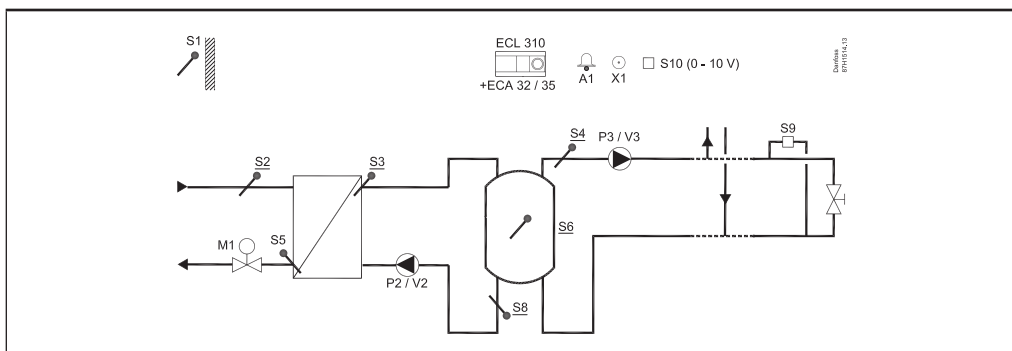 S1
ECL 310
+ECA 32 / 35
A1
X1
S10 (0 - 10 V)
Danfoss
87H1514.13
S2
S3
S4
P3 / V3
S9
S6
M1
S5
P2 / V2
S8